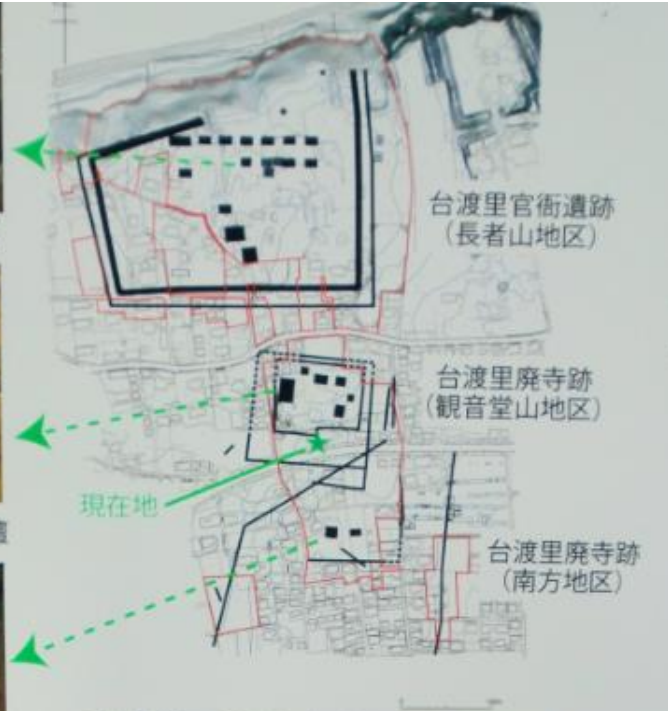 台渡里官衙遺跡
（長者山地区）
台渡里廃寺跡
（観音堂山地区）
現在地
台渡里廃寺跡
（南方地区）